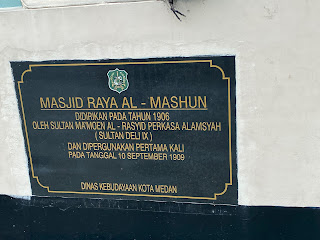 MASJID RAYA AL - MASHUN
DIDIRIKAN PADA TAHUN 1906
OLEH SULTAN MA'MOEN AL - RASYID PERKASA ALAMSYAH
( SULTAN DELI IX )
DAN DIPERGUNAKAN PERTAMA KALI
PADA TANGGAL 10 SEPTEMBER 1909
DINAS KEBUDAYAAN KOTA MEDAN